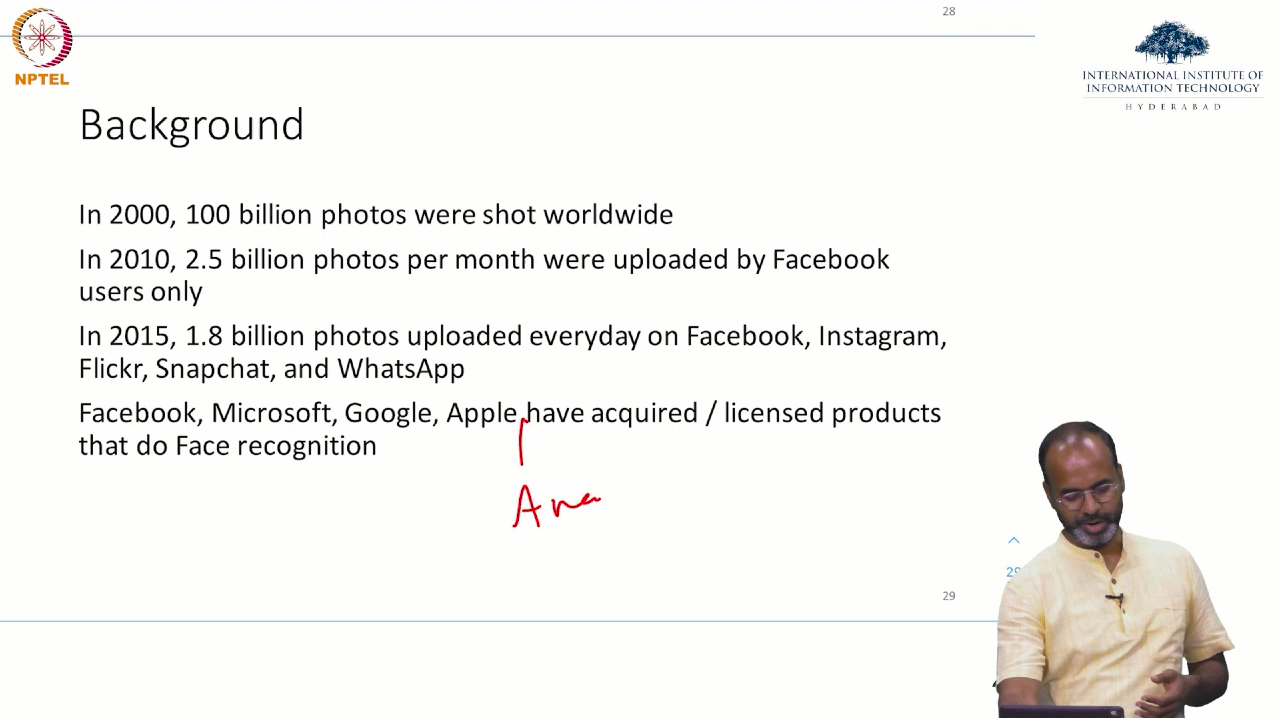 28
NPTEL
INTERNATIONAL INSTITUTE OF
INFORMATION TECHNOLOGY
HYDERABAD
Background
In 2000, 100 billion photos were shot worldwide
In 2010, 2.5 billion photos per month were uploaded by Facebook
users only
In 2015, 1.8 billion photos uploaded everyday on Facebook, Instagram,
Flickr, Snapchat, and WhatsApp
Facebook, Microsoft, Google, Apple have acquired / licensed products
that do Face recognition
29